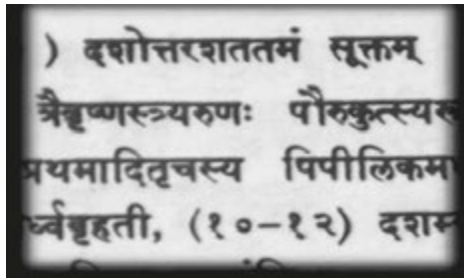 ) दशोत्तरशततमं सूक्तम्
त्रैवृष्णस्त्र्यरुणः पौरुकुत्स्यस
प्रथमादितृचस्य पिपीलिकम
र्ध्वबृहती, (१०-१२) दशम